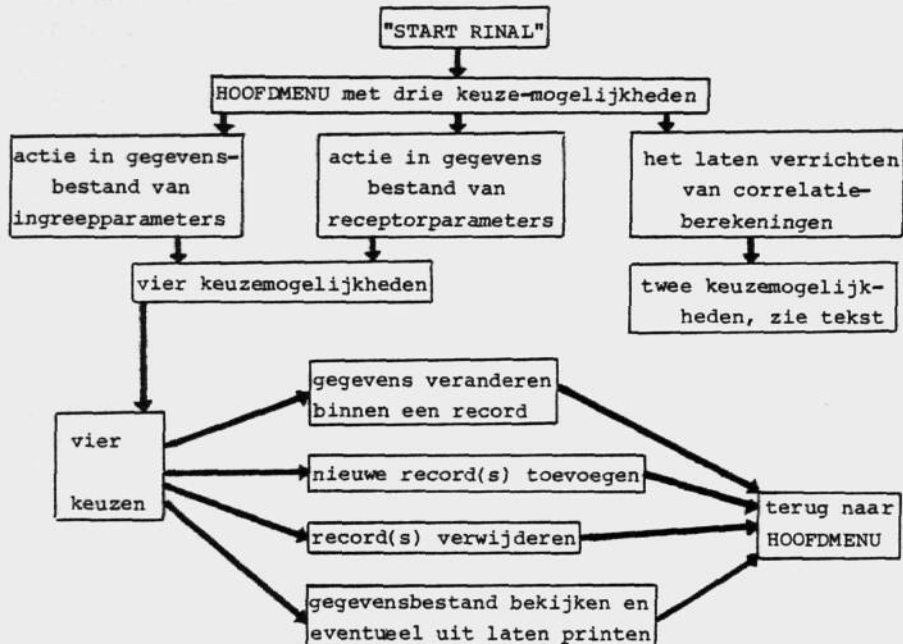 "START RINAL"
HOOFDMENU met drie keuze-mogelijkheden
actie in gegevens-
bestand van
ingreepparameters
actie in gegevens
bestand van
receptorparameters
het laten verrichten
van correlatie-
berekeningen
vier keuzemogelijkheden
twee keuzemogelijk-
heden, zie tekst
gegevens veranderen
binnen een record
vier
keuzen
nieuwe record(s) toevoegen
record(s) verwijderen
gegevensbestand bekijken en
eventueel uit laten printen
terug naar
HOOFDMENU